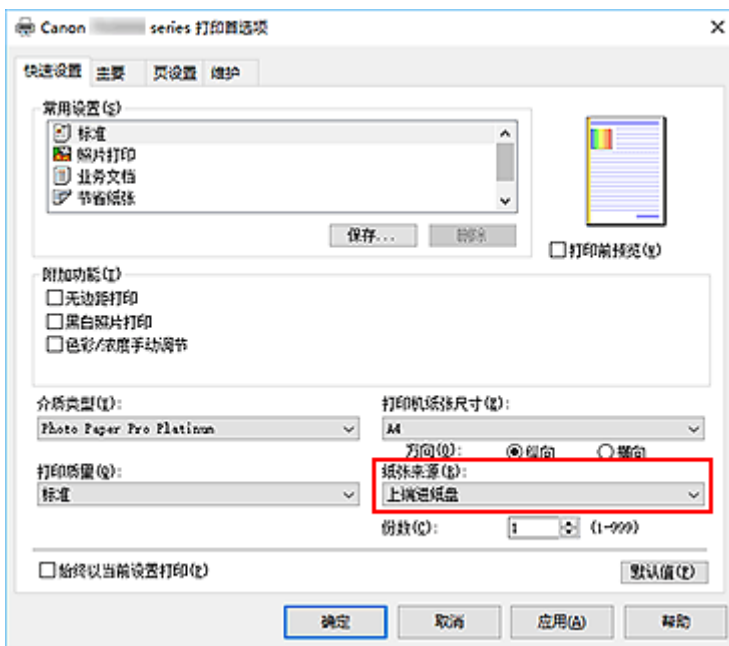 Canon series 打印首选项
快速设置 主要 页设置 维护
常用设置(S)
标准
照片打印
业务文档
节省纸张
保存... 删除
打印前预览(W)
附加功能(T)
无边距打印
黑白照片打印
色彩/浓度手动调节
介质类型(I): 打印机纸张尺寸(Z):
Photo Paper Pro Platinum A4
方向(O): 纵向 横向
打印质量(Q): 纸张来源(B):
标准 上端进纸盘
份数(C): 1 (1-999)
始终以当前设置打印(P) 默认值(F)
确定 取消 应用(A) 帮助